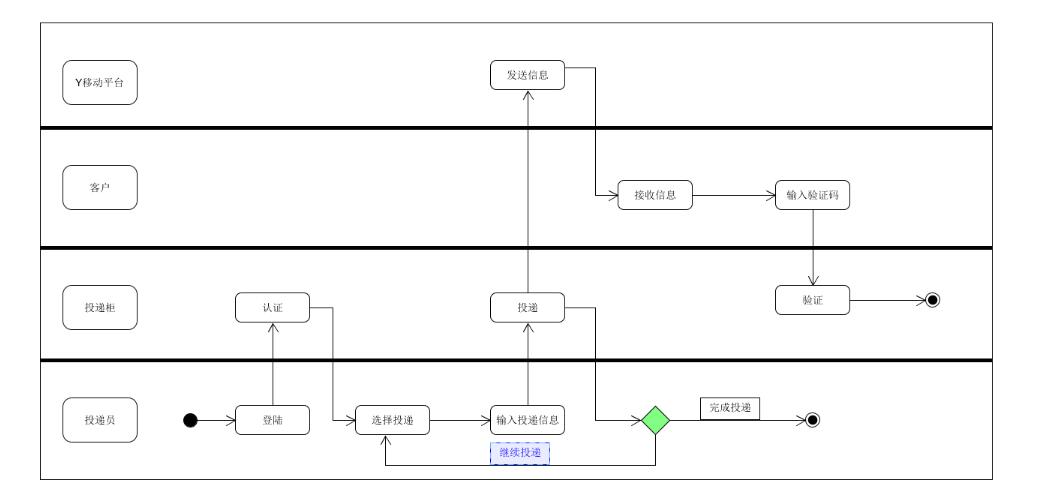 Y移动平台
发送信息
客户
接收信息
输入验证码
投递柜
认证
投递
验证
投递员
登陆
选择投递
输入投递信息
完成投递
继续投递